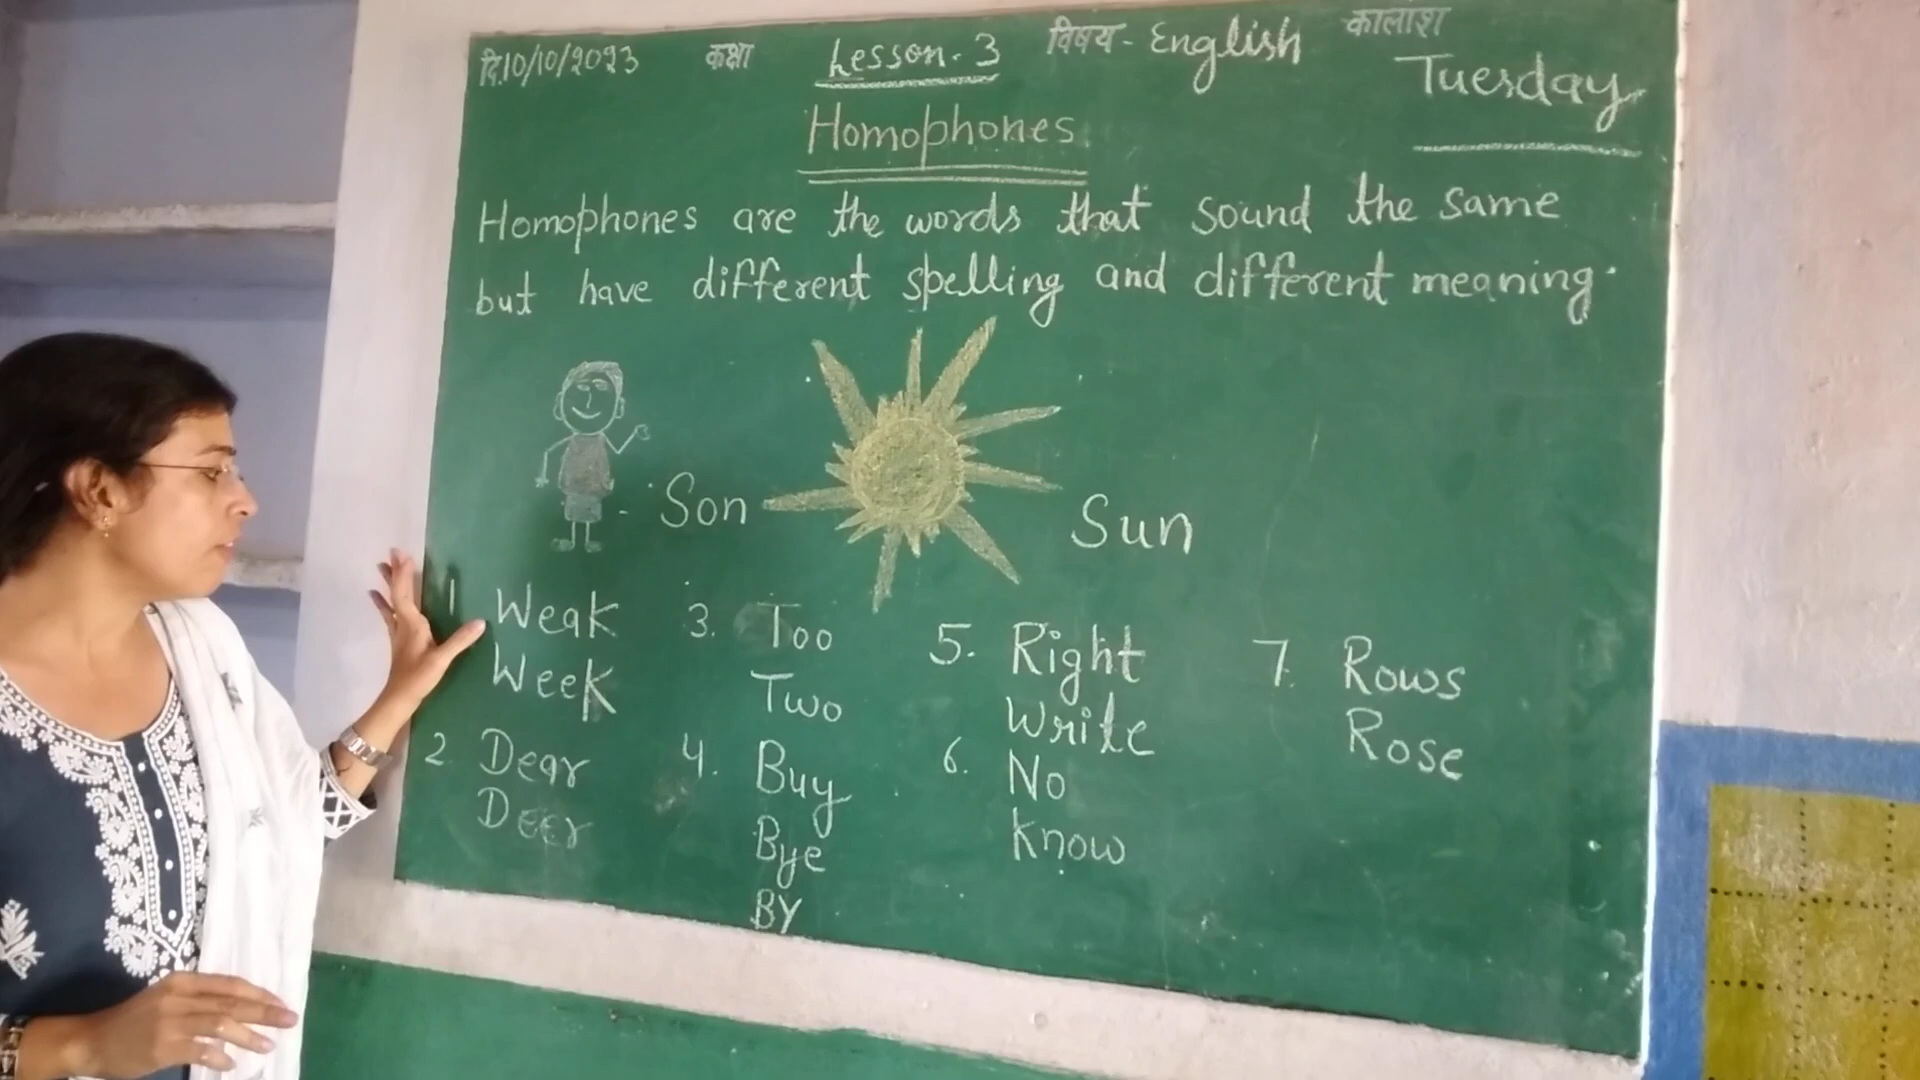 दि.10/10/2023 कक्षा Lesson-3 विषय- English कालांश
Tuesday
Homophones
Homophones are the words that sound the same
but have different spelling and different meaning.
Son
Sun
1 Weak
Week
2. Dear
Deer
3. Too
Two
4. Buy
Bye
BY
5. Right
Write
6. No
Know
7. Rows
Rose